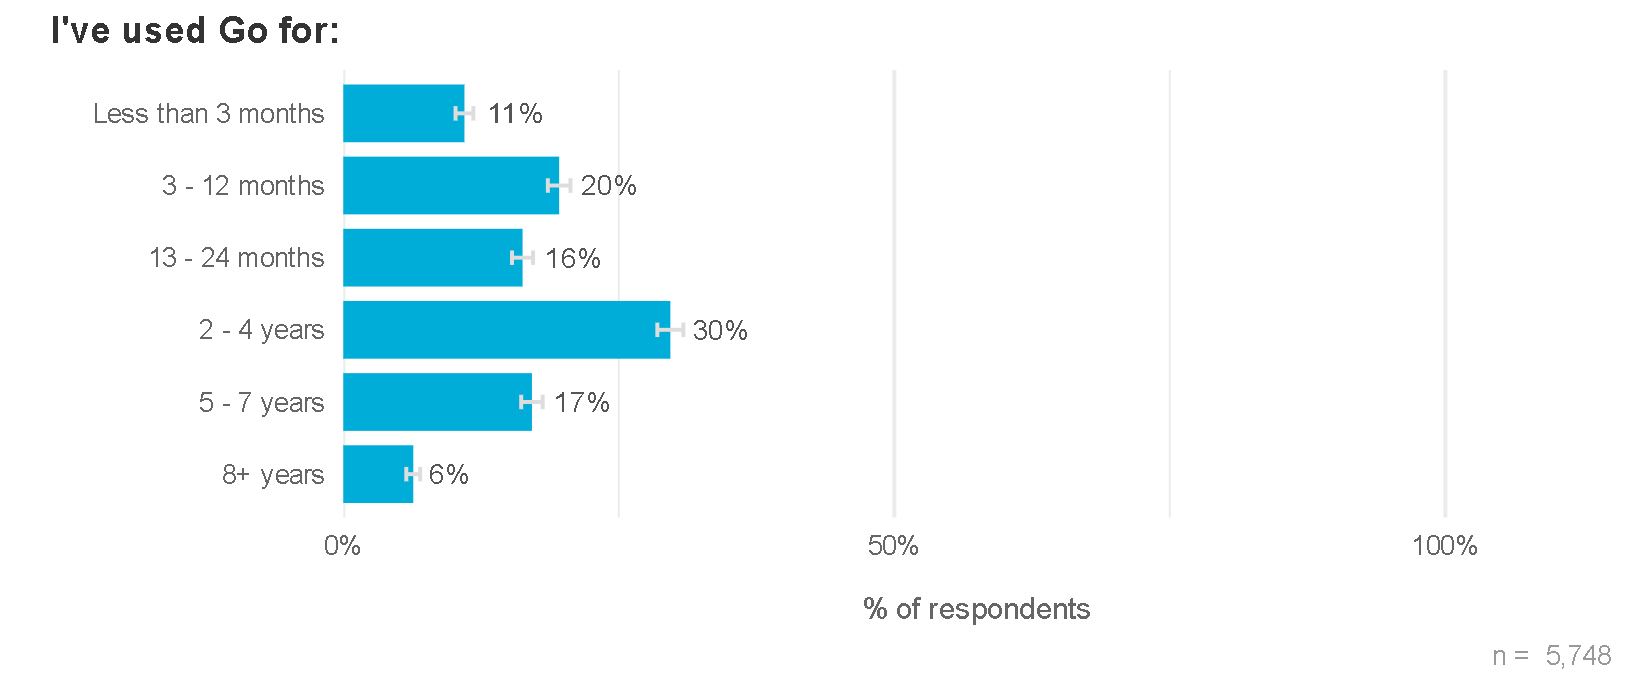 I've used Go for:
Less than 3 months 11%
3 - 12 months 20%
13 - 24 months 16%
2 - 4 years 30%
5 - 7 years 17%
8+ years 6%
0% 50% 100%
% of respondents
n = 5,748